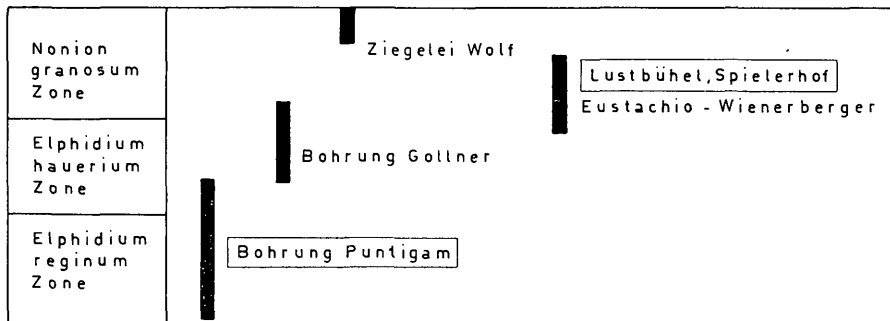 Nonion
granosum
Zone
Ziegelei Wolf
Lustbühel, Spielerhof
Eustachio - Wienerberger
Elphidium
hauerium
Zone
Bohrung Gollner
Elphidium
reginum
Zone
Bohrung Puntigam